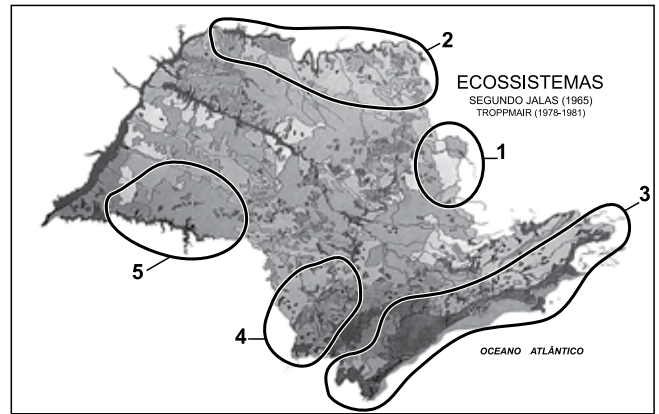 2
ECOSSISTEMAS
SEGUNDO JALAS (1965)
TROPPMAIR (1978-1981)
1
3
5
4
OCEANO ATLÂNTICO